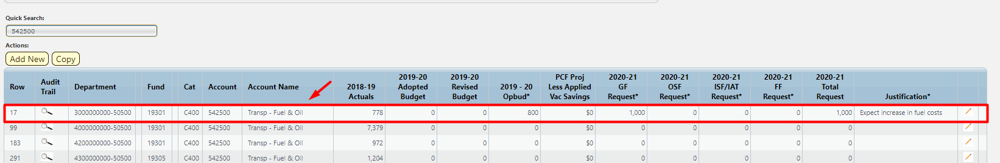 Quick Search:
542500
Actions:
Add New Copy
Row Audit Trail Department Fund Cat Account Account Name 2018-19 Actuals 2019-20 Adopted Budget 2019-20 Revised Budget 2019 - 20 Opbud* PCF Proj Less Applied Vac Savings 2020-21 GF Request* 2020-21 OSF Request* 2020-21 ISF/IAT Request* 2020-21 FF Request* 2020-21 Total Request Justification*
17 3000000000-50500 19301 C400 542500 Transp - Fuel & Oil 778 0 0 800 $0 1,000 0 0 0 1,000 Expect increase in fuel costs
99 4000000000-50500 19301 C400 542500 Transp - Fuel & Oil 7,379 0 0 0 $0 0 0 0 0 0
183 4200000000-50500 19301 C400 542500 Transp - Fuel & Oil 972 0 0 0 $0 0 0 0 0 0
291 4300000000-50500 19305 C400 542500 Transp - Fuel & Oil 1,204 0 0 0 $0 0 0 0 0 0